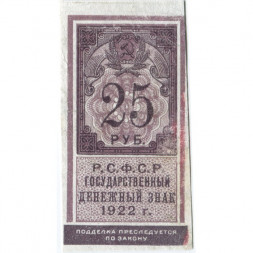 25
РУБ.
Р.С.Ф.С.Р.
ГОСУДАРСТВЕННЫЙ
ДЕНЕЖНЫЙ ЗНАК
1922 г.
ПОДДЕЛКА ПРЕСЛЕДУЕТСЯ
ПО ЗАКОНУ